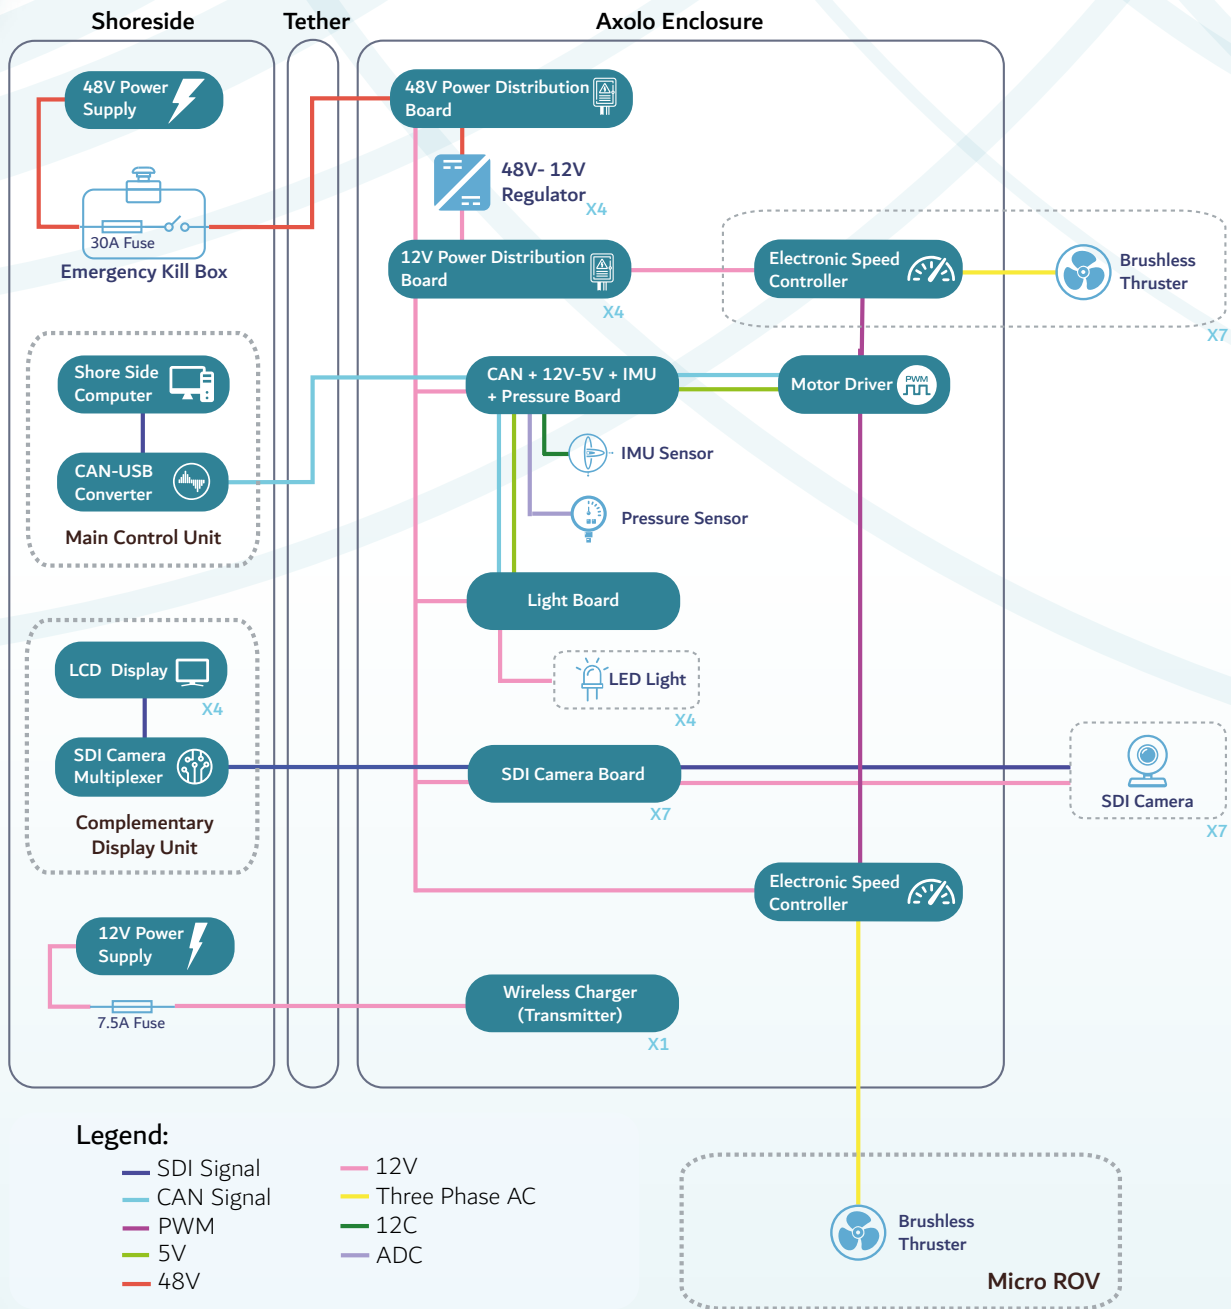 Shoreside
Tether
Axolo Enclosure
48V Power
Supply
30A Fuse
Emergency Kill Box
48V Power Distribution
Board
48V- 12V
Regulator
X4
12V Power Distribution
Board
X4
Electronic Speed
Controller
Brushless
Thruster
X7
Shore Side
Computer
CAN-USB
Converter
Main Control Unit
CAN + 12V-5V + IMU
+ Pressure Board
Motor Driver
PWM
IMU Sensor
Pressure Sensor
Light Board
LED Light
X4
LCD Display
X4
SDI Camera
Multiplexer
Complementary
Display Unit
SDI Camera Board
X7
SDI Camera
X7
Electronic Speed
Controller
12V Power
Supply
7.5A Fuse
Wireless Charger
(Transmitter)
X1
Legend:
SDI Signal
CAN Signal
PWM
5V
48V
12V
Three Phase AC
12C
ADC
Brushless
Thruster
Micro ROV